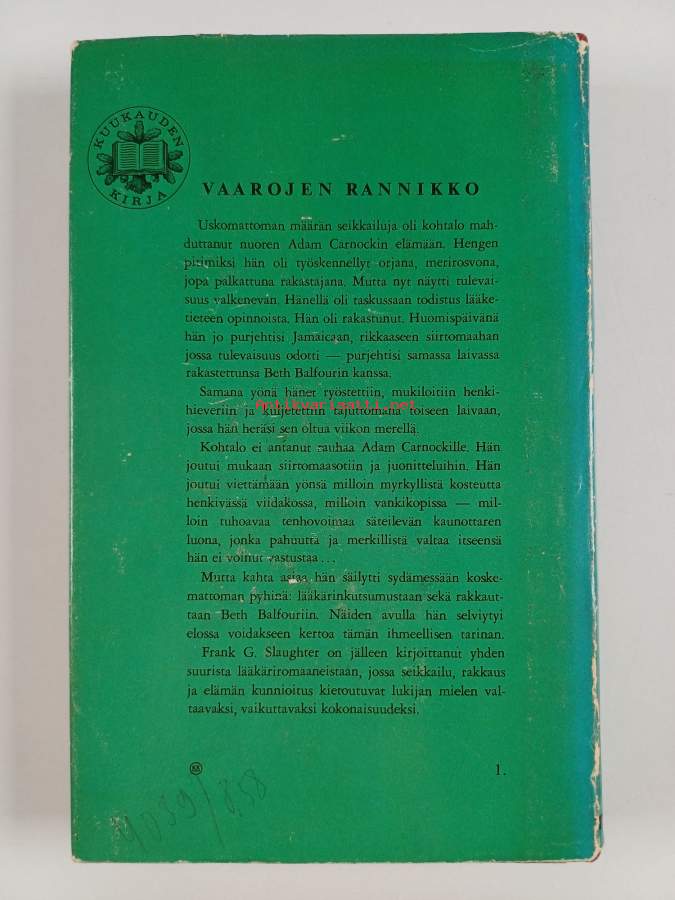 KUUKAUDEN
KIRJA
VAAROJEN RANNIKKO
Uskomattoman määrän seikkailuja oli kohtalo mah-
duttanut nuoren Adam Carnockin elämään. Hengen
pitimiksi hän oli työskennellyt orjana, merirosvona,
jopa palkattuna rakastajana. Mutta nyt näytti tulevai-
suus valkenevan. Hänellä oli taskussaan todistus lääke-
tieteen opinnoista. Hän oli rakastunut. Huomispäivänä
hän jo purjehtisi Jamaicaan, rikkaaseen siirtomaahan
jossa tulevaisuus odotti — purjehtisi samassa laivassa
rakastettunsa Beth Balfourin kanssa.
Samana yönä hänet ryöstettiin, mukiloitiin henki-
hieveriin ja kuljetettiin tajuttomana toiseen laivaan,
Antikvariaatti.net
jossa hän heräsi sen oltua viikon merellä.
Kohtalo ei antanut rauhaa Adam Carnockille. Hän
joutui mukaan siirtomaasotiin ja juonitteluihin. Hän
joutui viettämään yönsä milloin myrkyllistä kosteutta
henkivässä viidakossa, milloin vankikopissa — mil-
loin tuhoavaa tenhovoimaa säteilevän kaunottaren
luona, jonka pahuutta ja merkillistä valtaa itseensä
hän ei voinut vastustaa . . .
Mutta kahta asiaa hän säilytti sydämessään koske-
mattoman pyhinä: lääkärinkutsumustaan sekä rakkaut-
taan Beth Balfouriin. Näiden avulla hän selviytyi
elossa voidakseen kertoa tämän ihmeellisen tarinan.
Frank G. Slaughter on jälleen kirjoittanut yhden
suurista lääkäriromaaneistaan, jossa seikkailu, rakkaus
ja elämän kunnioitus kietoutuvat lukijan mielen val-
taavaksi, vaikuttavaksi kokonaisuudeksi.
KK
1.
9059/8,58